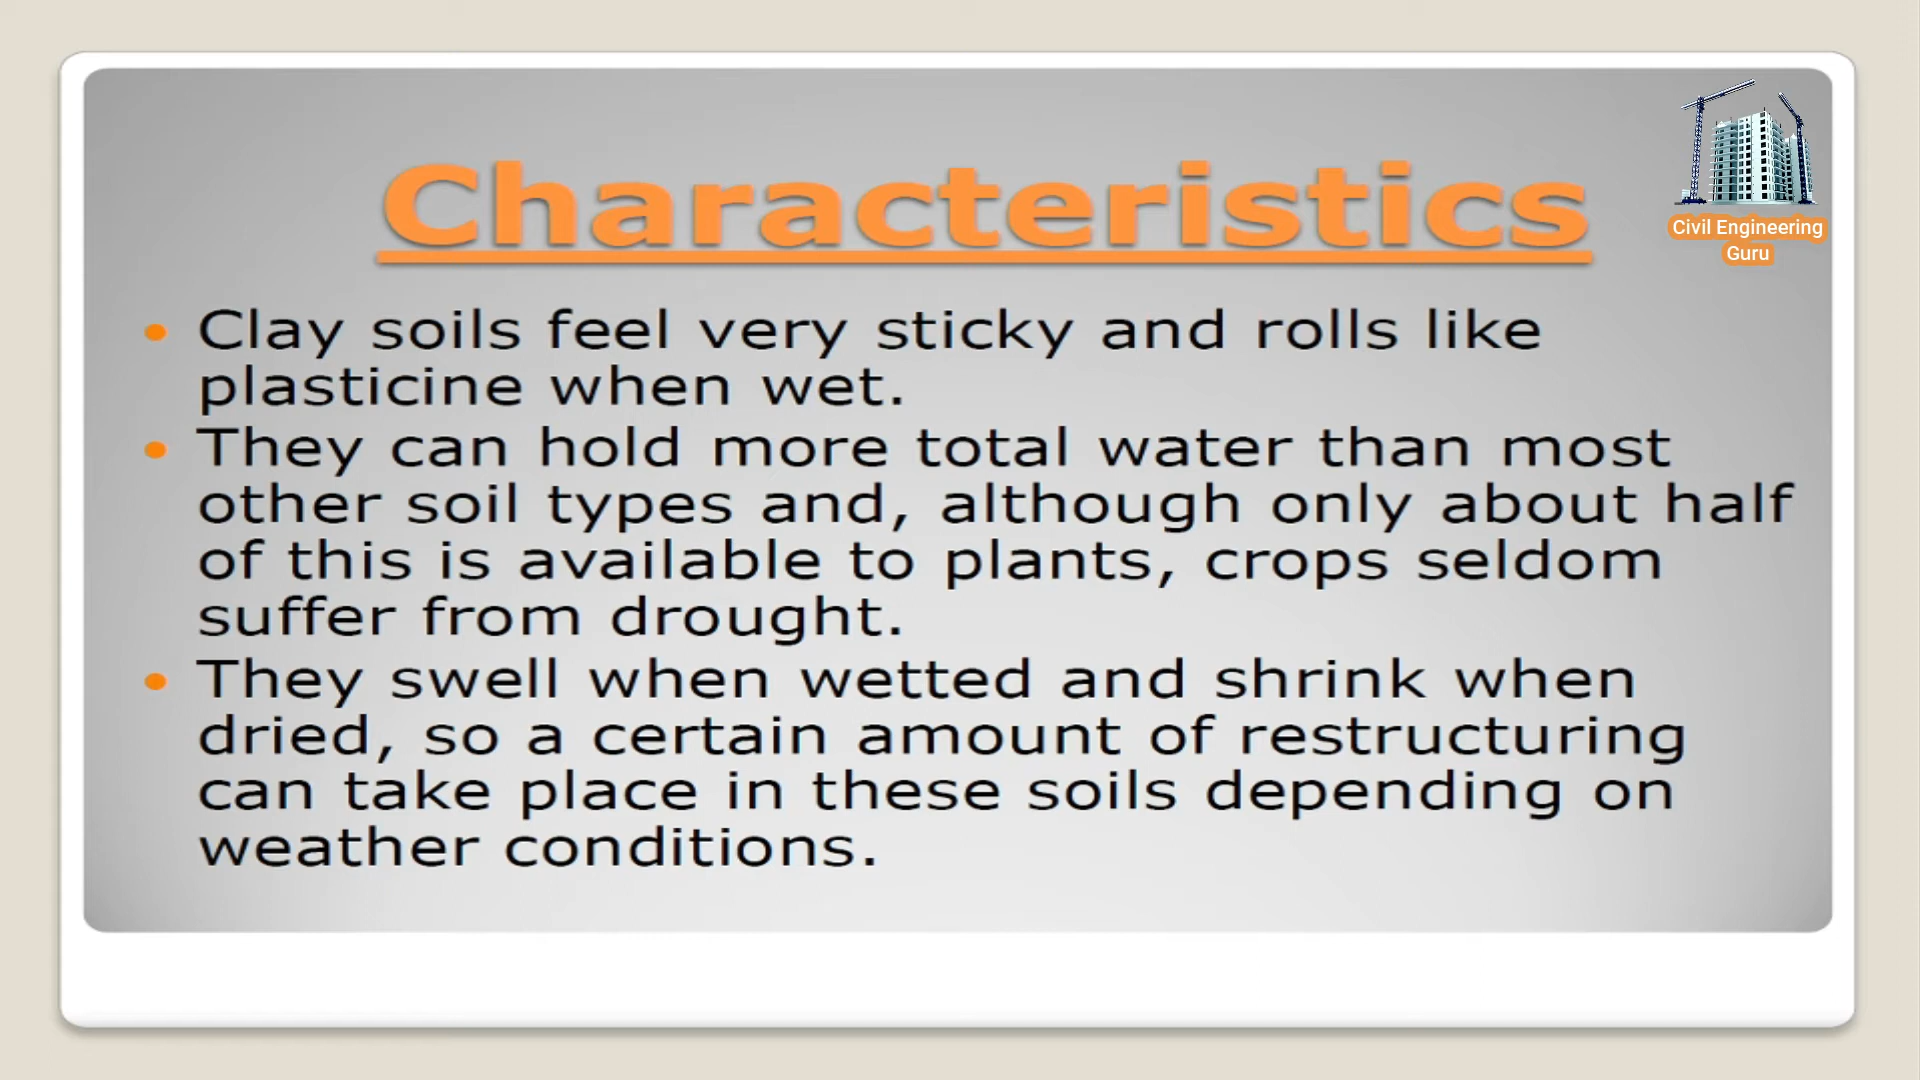 Characteristics
Civil Engineering
Guru
• Clay soils feel very sticky and rolls like
plasticine when wet.
• They can hold more total water than most
other soil types and, although only about half
of this is available to plants, crops seldom
suffer from drought.
• They swell when wetted and shrink when
dried, so a certain amount of restructuring
can take place in these soils depending on
weather conditions.